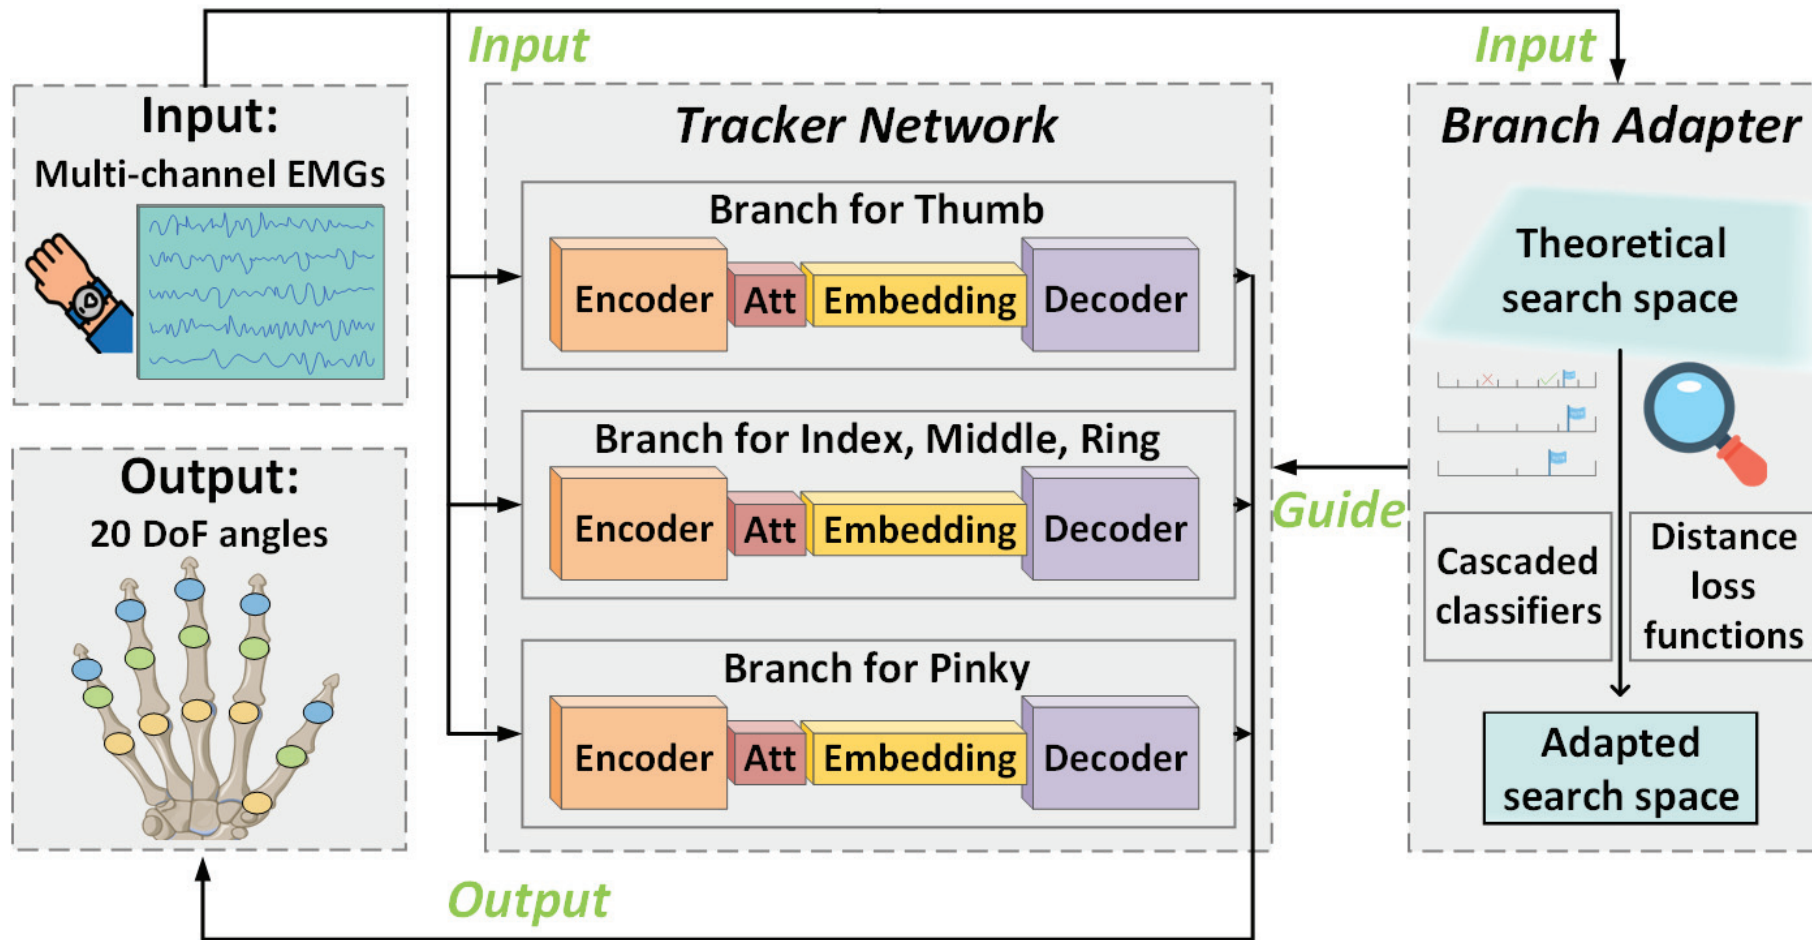 Input
Input
Input:
Multi-channel EMGs
Output:
20 DoF angles
Tracker Network
Branch for Thumb
Encoder
Att
Embedding
Decoder
Branch for Index, Middle, Ring
Encoder
Att
Embedding
Decoder
Branch for Pinky
Encoder
Att
Embedding
Decoder
Guide
Branch Adapter
Theoretical
search space
Cascaded
classifiers
Distance
loss
functions
Adapted
search space
Output